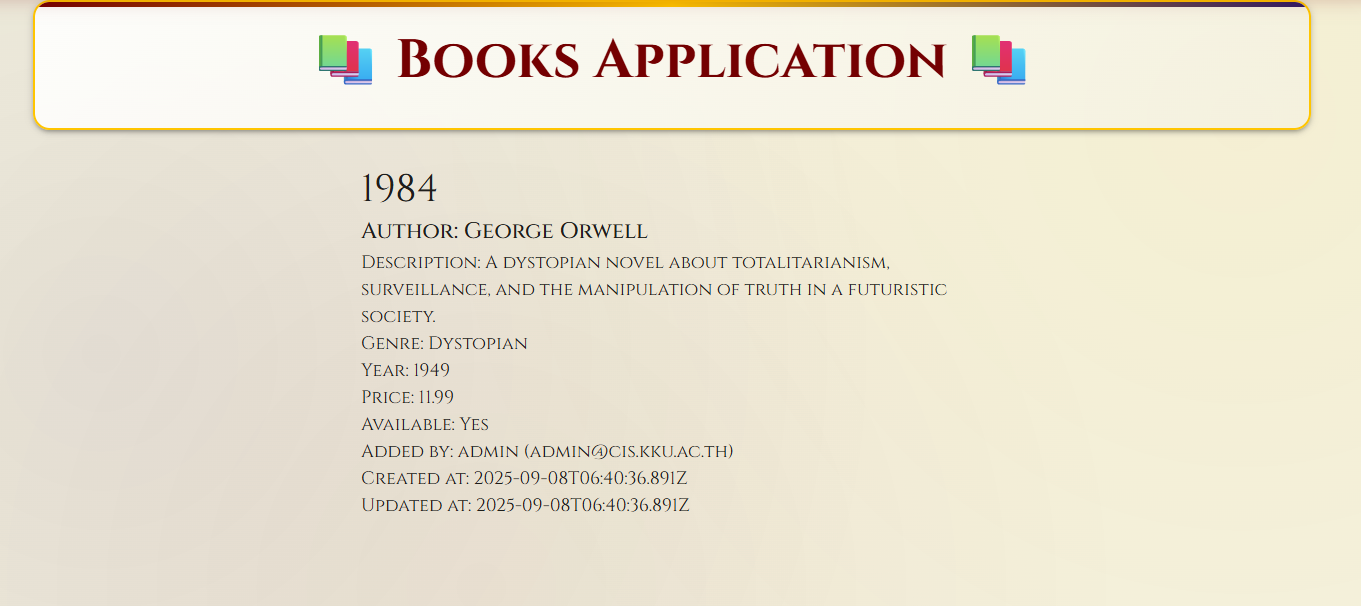 Books Application
1984
Author: George Orwell
Description: A dystopian novel about totalitarianism,
surveillance, and the manipulation of truth in a futuristic
society.
Genre: Dystopian
Year: 1949
Price: 11.99
Available: Yes
Added by: admin (admin@cis.kku.ac.th)
Created at: 2025-09-08T06:40:36.891Z
Updated at: 2025-09-08T06:40:36.891Z